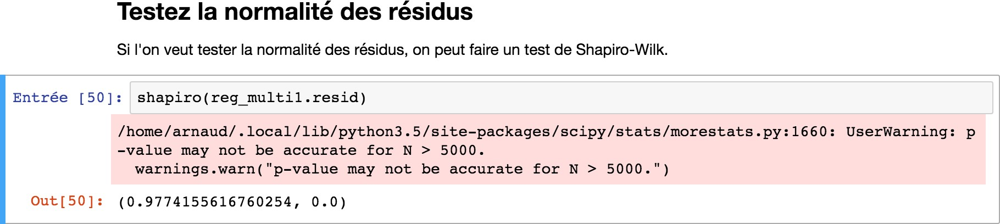 Testez la normalité des résidus
Si l'on veut tester la normalité des résidus, on peut faire un test de Shapiro-Wilk.
Entrée [50]: shapiro(reg_multi1.resid)
/home/arnaud/.local/lib/python3.5/site-packages/scipy/stats/morestats.py:1660: UserWarning: p
-value may not be accurate for N > 5000.
  warnings.warn("p-value may not be accurate for N > 5000.")
Out[50]: (0.9774155616760254, 0.0)